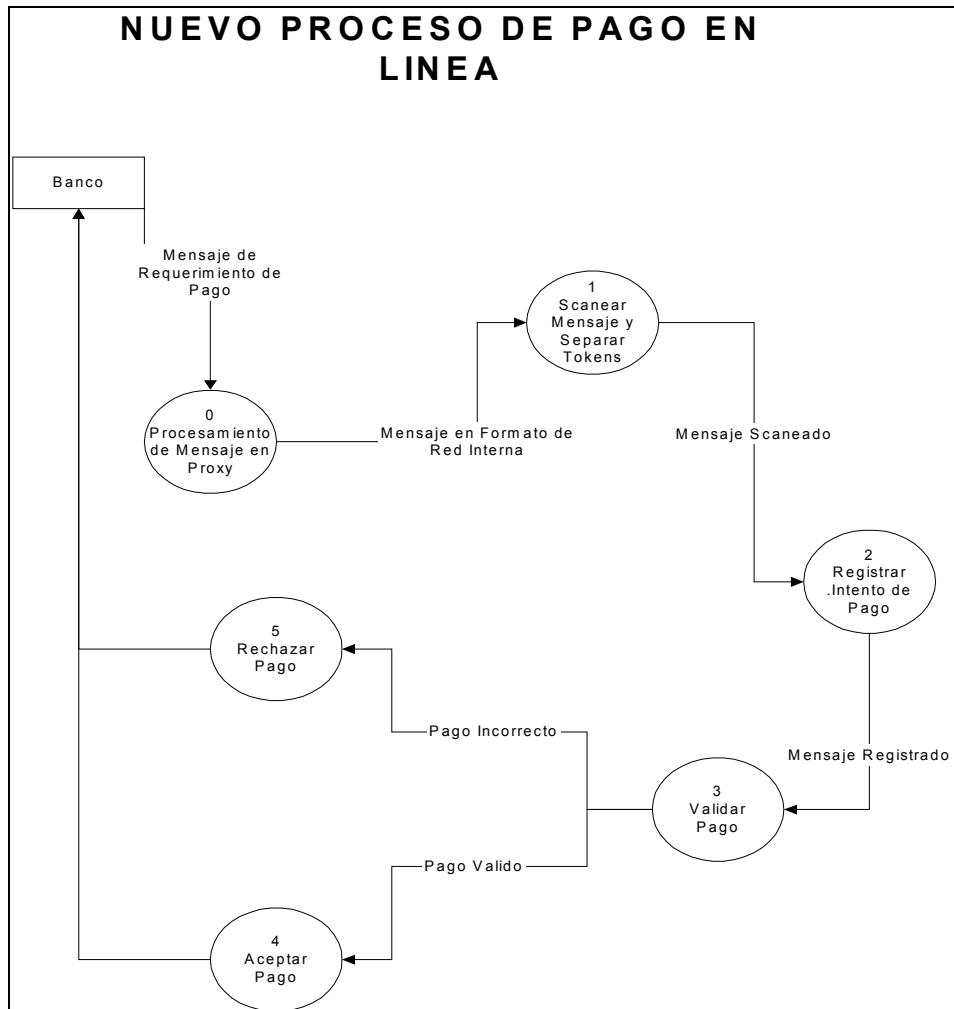 NUEVO PROCESO DE PAGO EN
LINEA
Banco
Mensaje de
Requerimiento de
Pago
1
Scanear
Mensaje y
Separar
Tokens
0
Procesamiento
de Mensaje en
Proxy
Mensaje en Formato de
Red Interna
Mensaje Scaneado
2
Registrar
.Intento de
Pago
5
Rechazar
Pago
Pago Incorrecto
Mensaje Registrado
3
Validar
Pago
Pago Valido
4
Aceptar
Pago